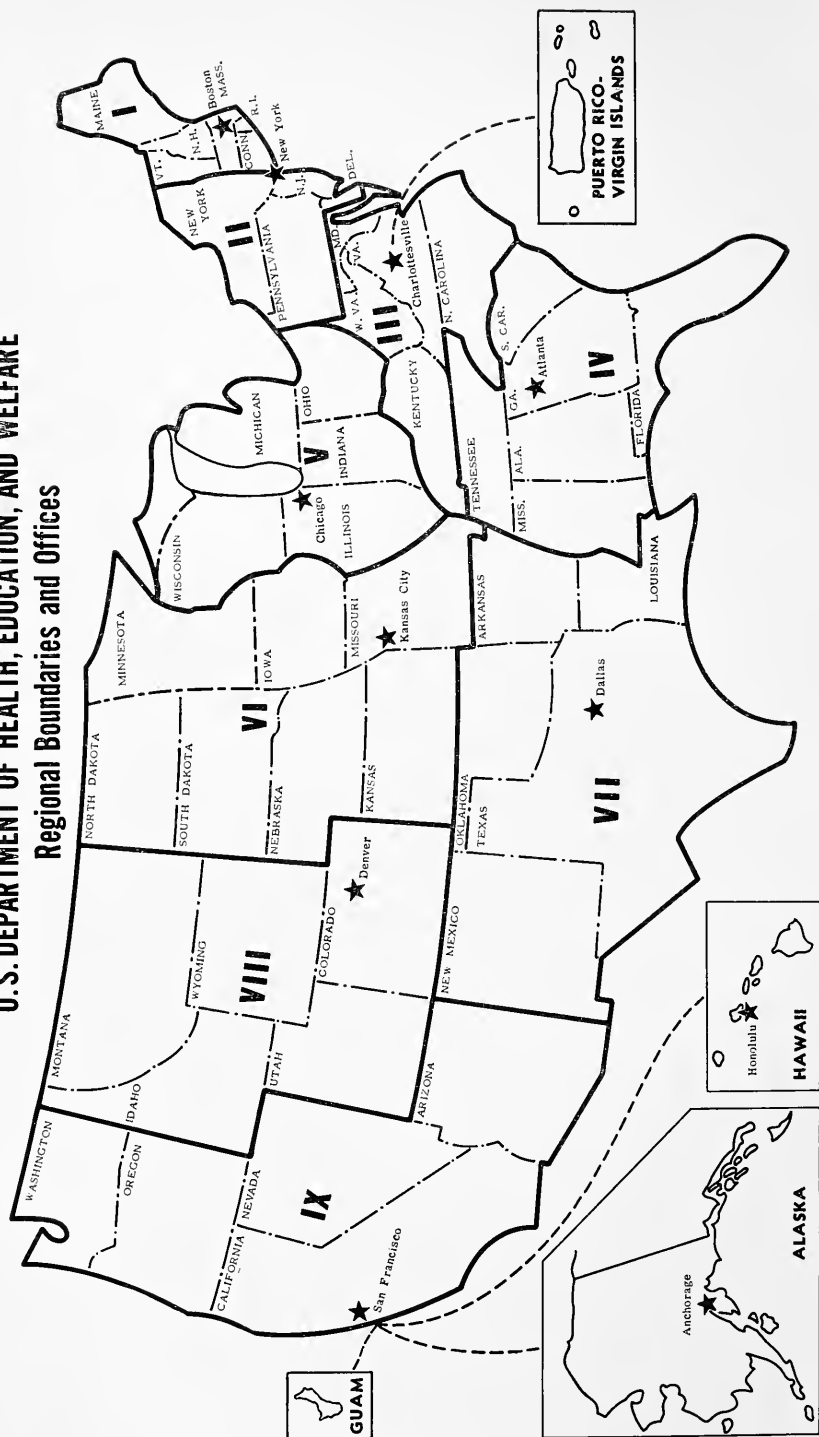 U.S. DEPARTMENT OF HEALTH, EDUCATION, AND WELFARE
Regional Boundaries and Offices
WASHINGTON
OREGON
CALIFORNIA
NEVADA
IX
San Francisco
GUAM
MONTANA
IDAHO
WYOMING
VIII
UTAH
COLORADO
Denver
ARIZONA
NEW MEXICO
NORTH DAKOTA
SOUTH DAKOTA
NEBRASKA
KANSAS
VI
MINNESOTA
IOWA
MISSOURI
Kansas City
OKLAHOMA
TEXAS
ARKANSAS
LOUISIANA
Dallas
VII
WISCONSIN
MICHIGAN
ILLINOIS
INDIANA
OHIO
Chicago
V
KENTUCKY
TENNESSEE
MISS.
ALA.
GA.
S. CAR.
Atlanta
IV
FLORIDA
W. VA.
VA.
MD.
III
Charlottesville
N. CAROLINA
NEW
YORK
PENNSYLVANIA
II
N.J.
DEL.
New York
MAINE
I
VT.
N.H.
Boston
MASS.
CONN
R.I.
PUERTO RICO-
VIRGIN ISLANDS
Anchorage
ALASKA
Honolulu
HAWAII